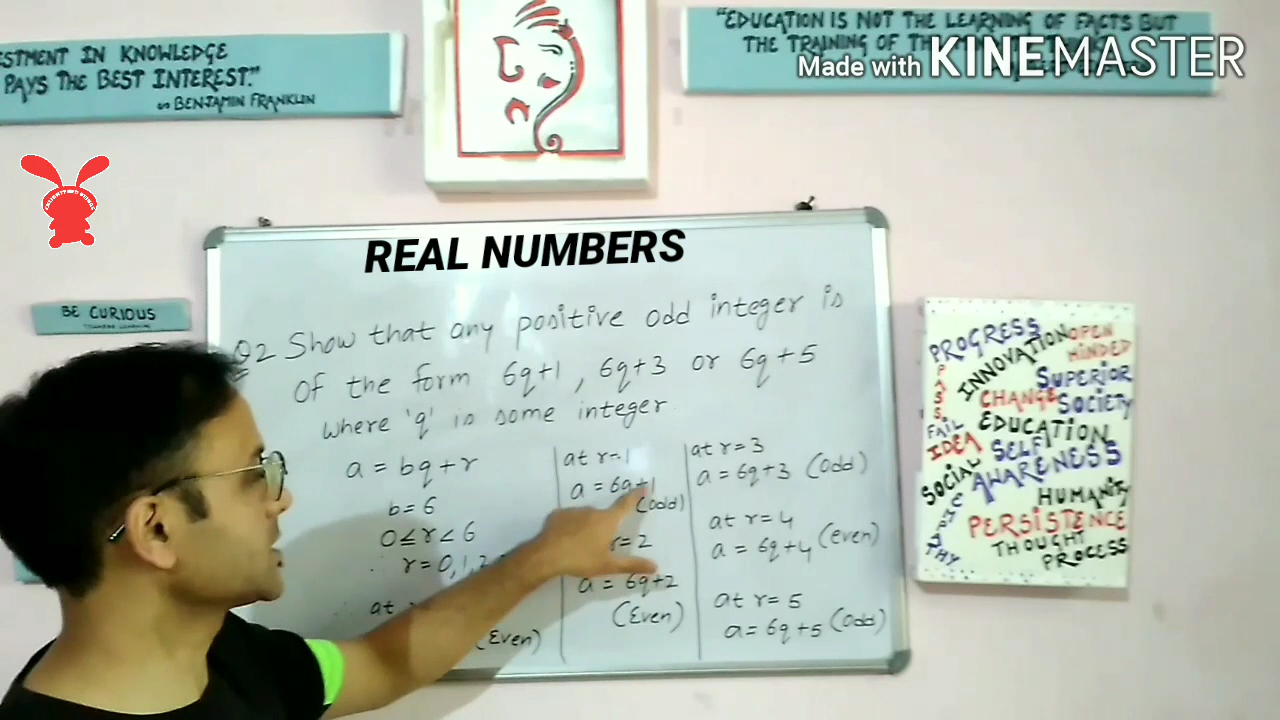 ESTMENT IN KNOWLEDGE
PAYS THE BEST INTEREST."
BENJAMIN FRANKLIN
"EDUCATION IS NOT THE LEARNING OF FACTS BUT
THE TRAINING OF
Made with KINEMASTER
BE CURIOUS
REAL NUMBERS
Q2 Show that any positive odd integer is
of the form 6q+1, 6q+3 or 6q+5
where 'q' is some integer
a = bq+r
b=6
0≤r<6
∴ r=0,1,2
∴ at
(Even)
at r=1
a = 6q+1
(odd)
r=2
a = 6q+2
(Even)
at r=3
a = 6q+3 (Odd)
at r=4
a = 6q+4 (even)
at r=5
a = 6q+5 (Odd)
PROGRESS
INNOVATION
OPEN
MINDED
SUPERIOR
CHANGE
SOCIETY
FAIL
EDUCATION
IDEA
SELF
SOCIAL
AWARENESS
HUMANITY
PERSISTENCE
THOUGHT
PROCESS